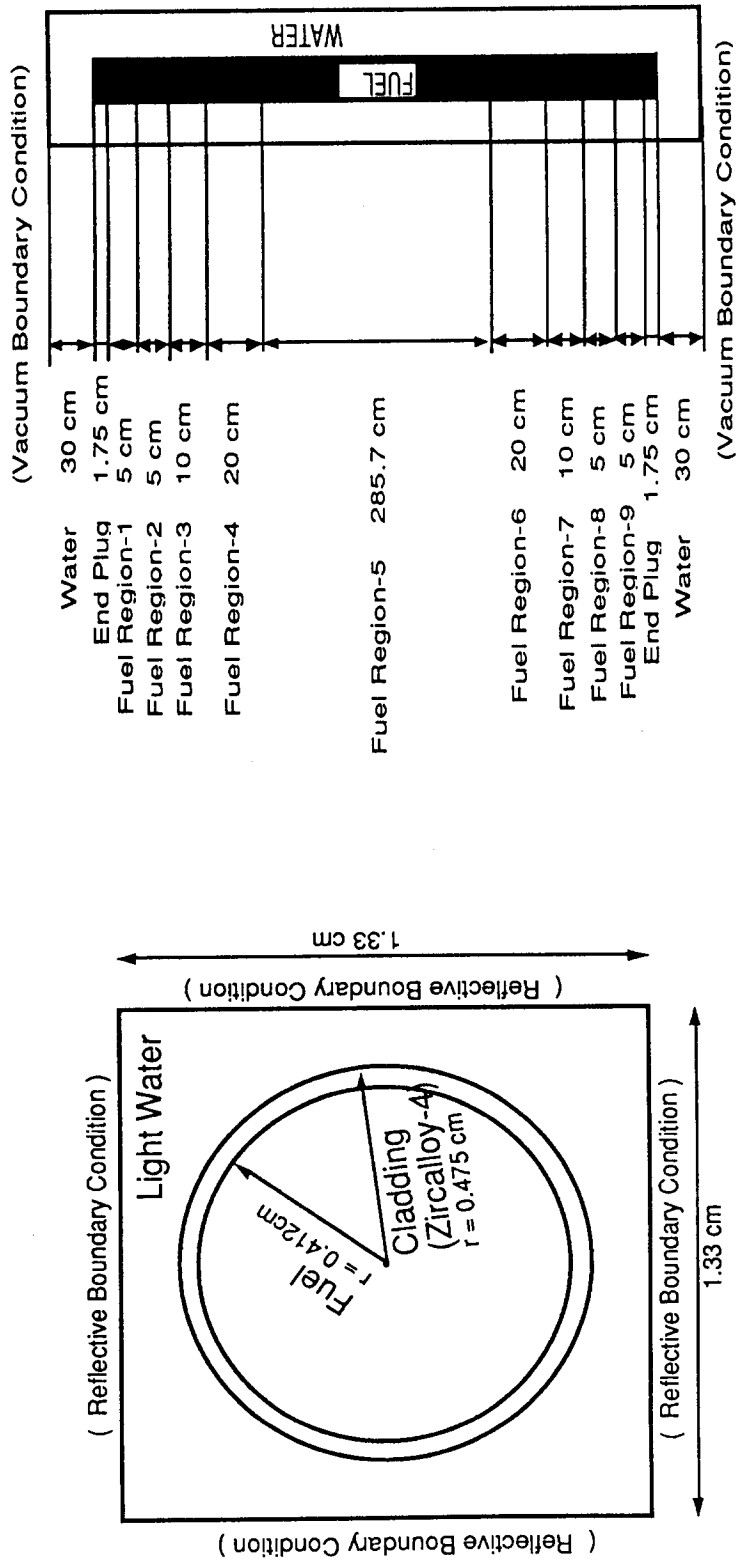 (Vacuum Boundary Condition)
Water 30 cm
End Plug 1.75 cm
Fuel Region-1 5 cm
Fuel Region-2 5 cm
Fuel Region-3 10 cm
Fuel Region-4 20 cm
Fuel Region-5 285.7 cm
Fuel Region-6 20 cm
Fuel Region-7 10 cm
Fuel Region-8 5 cm
Fuel Region-9 5 cm
End Plug 1.75 cm
Water 30 cm
(Vacuum Boundary Condition)
WATER
FUEL
( Reflective Boundary Condition )
Light Water
Fuel
r = 0.412cm
Cladding
(Zircalloy-4)
r = 0.475 cm
( Reflective Boundary Condition )
1.33 cm
( Reflective Boundary Condition )
1.33 cm
( Reflective Boundary Condition )